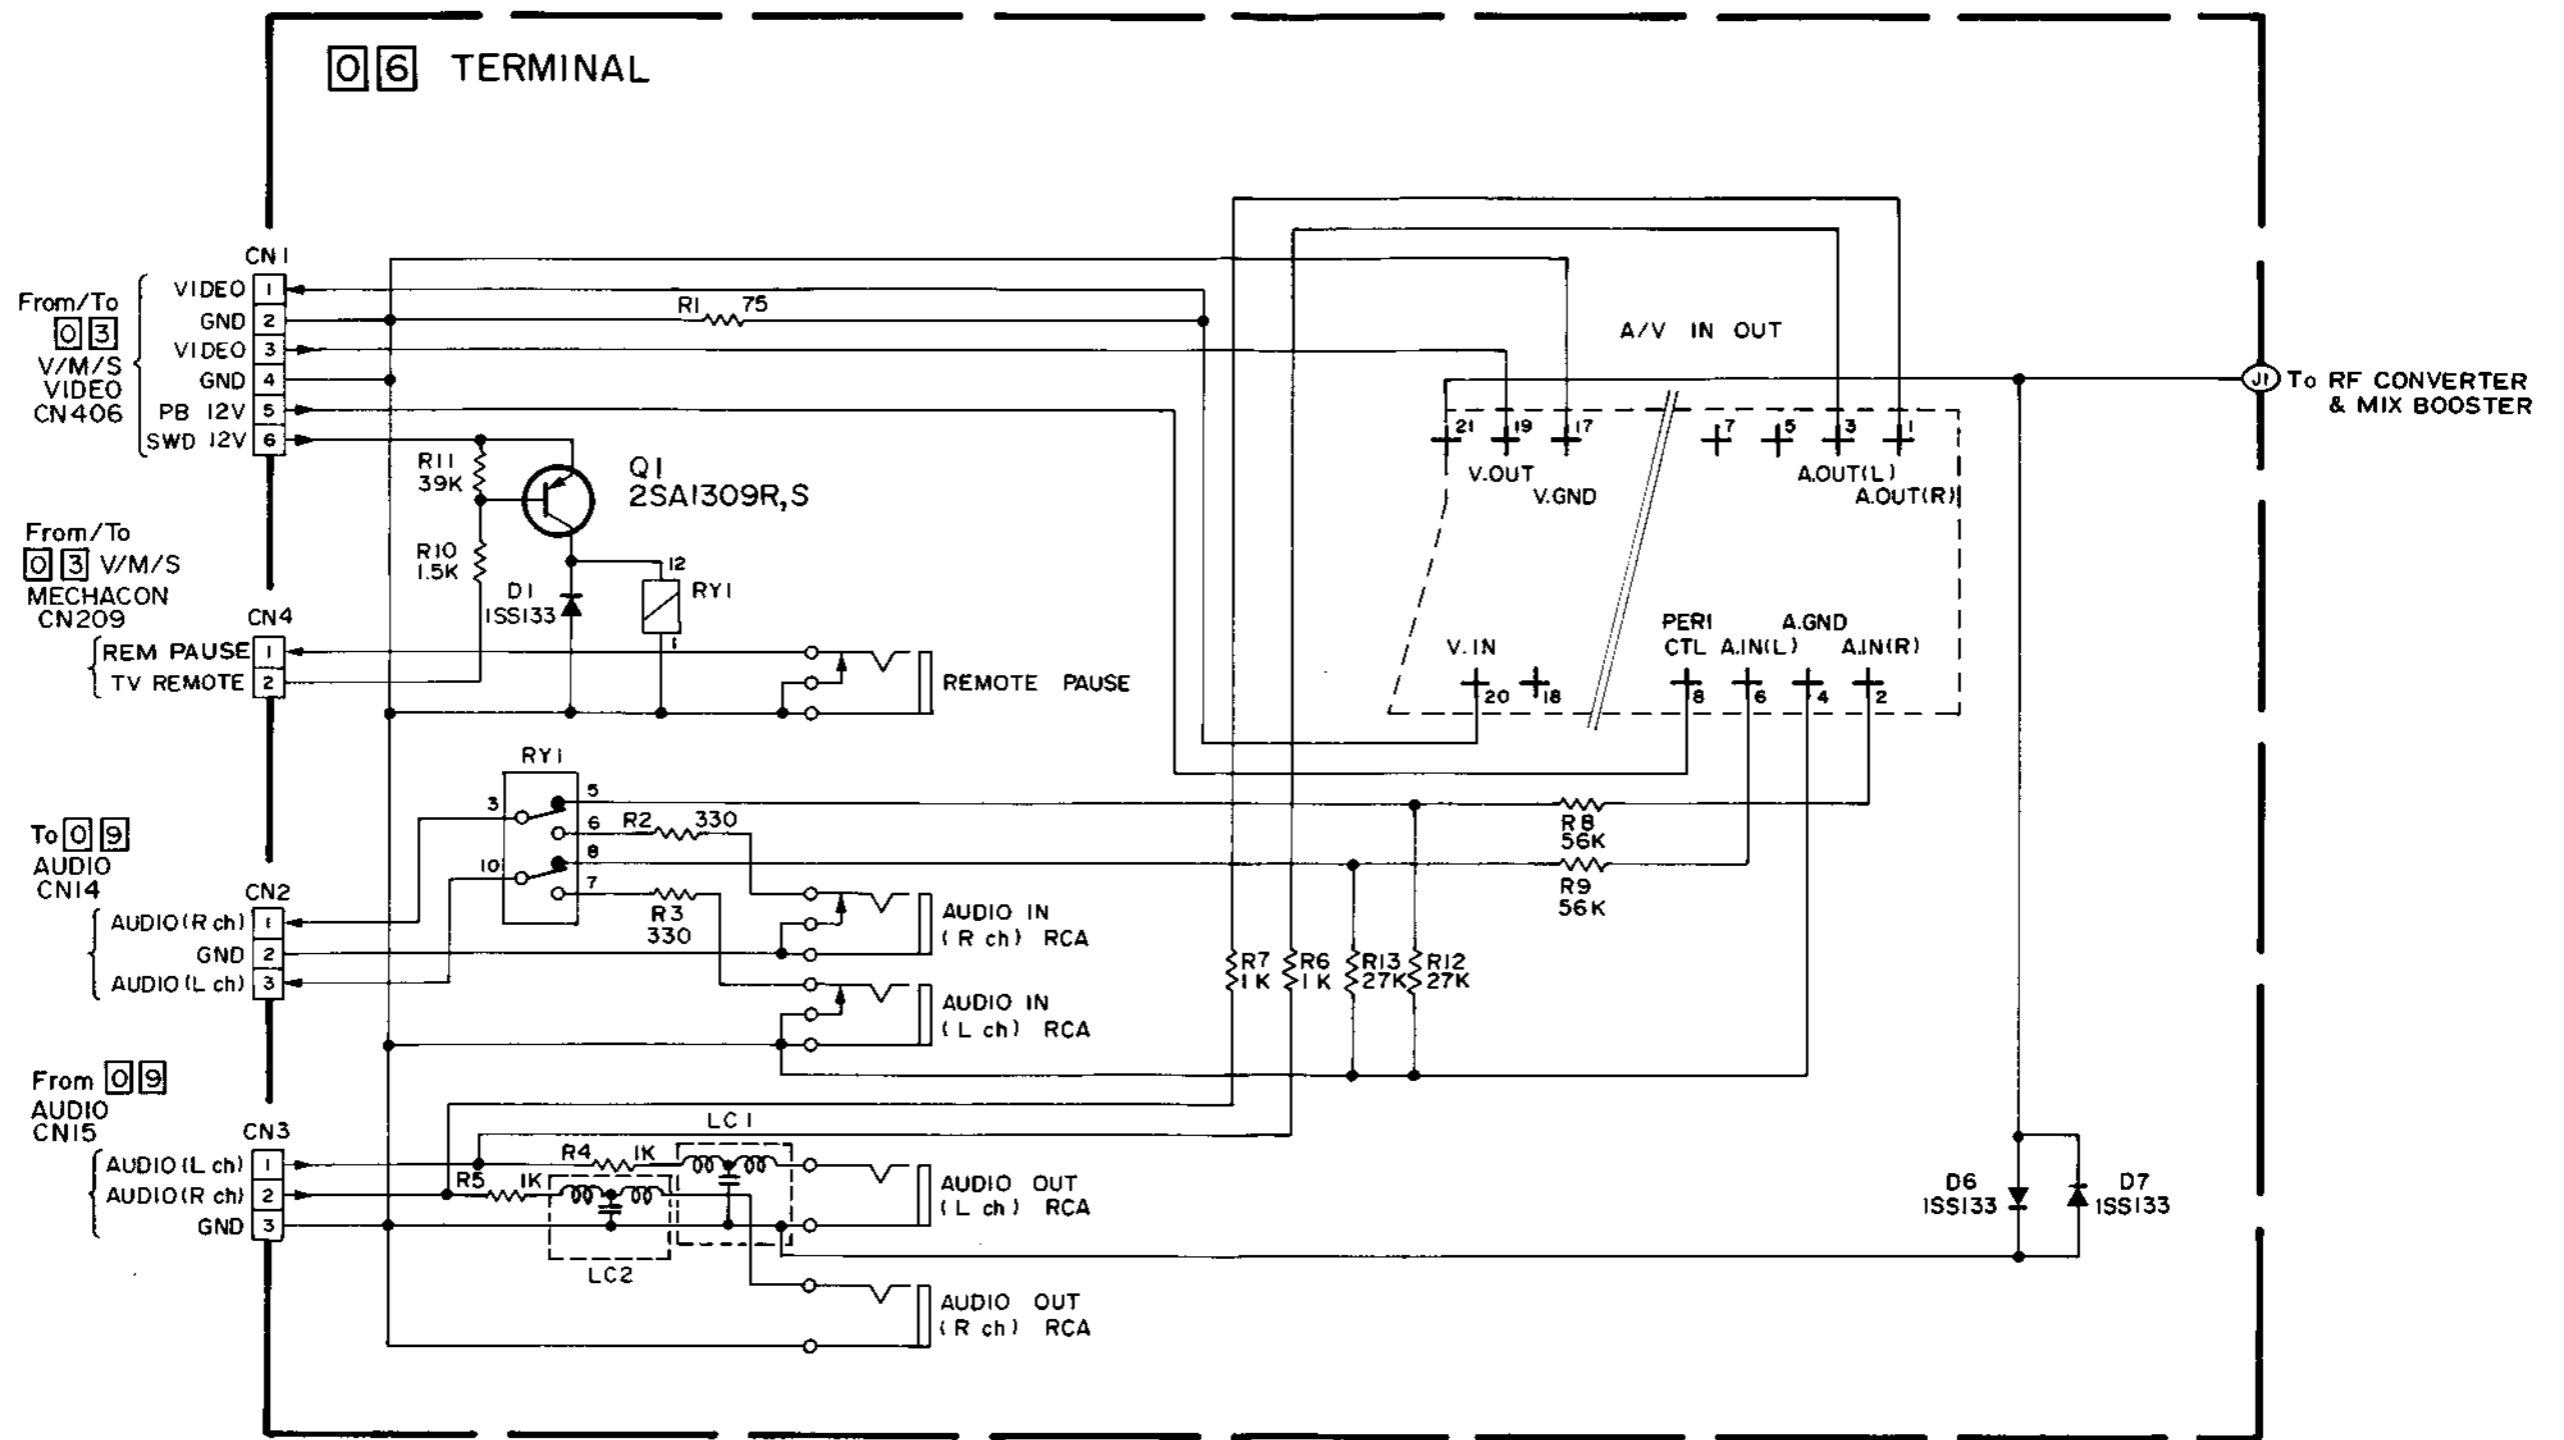 06 TERMINAL
CN1
From/To
03
V/M/S
VIDEO
CN406
VIDEO 1
GND 2
VIDEO 3
GND 4
PB 12V 5
SWD 12V 6
R1 75
R11
39K
Q1
2SA1309R,S
R10
1.5K
D1
1SS133
12
RY1
1
From/To
03 V/M/S
MECHACON
CN209
CN4
REM PAUSE 1
TV REMOTE 2
REMOTE PAUSE
A/V IN OUT
21 19 17 7 5 3 1
V.OUT
V.GND
A.OUT(L)
A.OUT(R)
PERI
CTL
A.GND
V.IN
A.IN(L)
A.IN(R)
20 18 8 6 4 2
J1 To RF CONVERTER
& MIX BOOSTER
RY1
3 5
6
10 8
7
R2 330
R3
330
R8
56K
R9
56K
To 09
AUDIO
CN14
CN2
AUDIO(R ch) 1
GND 2
AUDIO(L ch) 3
AUDIO IN
(R ch) RCA
AUDIO IN
(L ch) RCA
R7
1K
R6
1K
R13
27K
R12
27K
From 09
AUDIO
CN15
CN3
AUDIO(L ch) 1
AUDIO(R ch) 2
GND 3
LC1
R4 1K
R5 1K
LC2
AUDIO OUT
(L ch) RCA
AUDIO OUT
(R ch) RCA
D6
1SS133
D7
1SS133